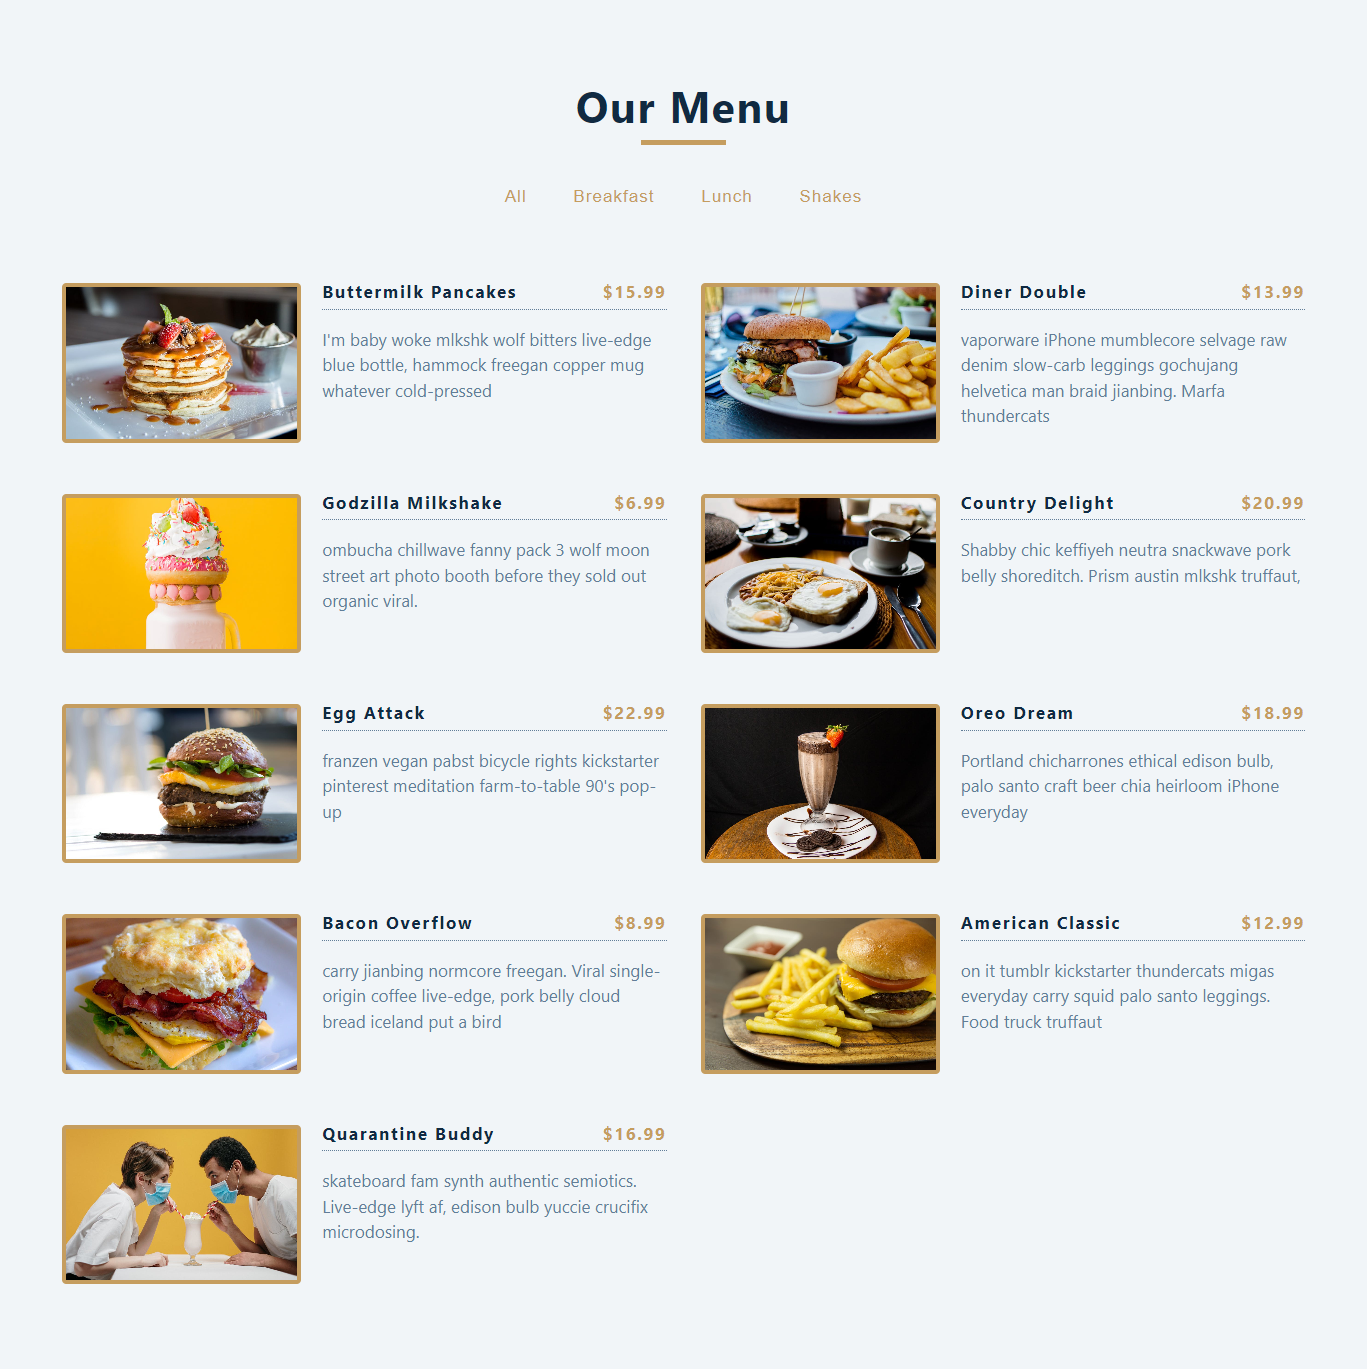 Our Menu
All Breakfast Lunch Shakes
Buttermilk Pancakes $15.99
I'm baby woke mlkshk wolf bitters live-edge
blue bottle, hammock freegan copper mug
whatever cold-pressed
Diner Double $13.99
vaporware iPhone mumblecore selvage raw
denim slow-carb leggings gochujang
helvetica man braid jianbing. Marfa
thundercats
Godzilla Milkshake $6.99
ombucha chillwave fanny pack 3 wolf moon
street art photo booth before they sold out
organic viral.
Country Delight $20.99
Shabby chic keffiyeh neutra snackwave pork
belly shoreditch. Prism austin mlkshk truffaut,
Egg Attack $22.99
franzen vegan pabst bicycle rights kickstarter
pinterest meditation farm-to-table 90's pop-
up
Oreo Dream $18.99
Portland chicharrones ethical edison bulb,
palo santo craft beer chia heirloom iPhone
everyday
Bacon Overflow $8.99
carry jianbing normcore freegan. Viral single-
origin coffee live-edge, pork belly cloud
bread iceland put a bird
American Classic $12.99
on it tumblr kickstarter thundercats migas
everyday carry squid palo santo leggings.
Food truck truffaut
Quarantine Buddy $16.99
skateboard fam synth authentic semiotics.
Live-edge lyft af, edison bulb yuccie crucifix
microdosing.